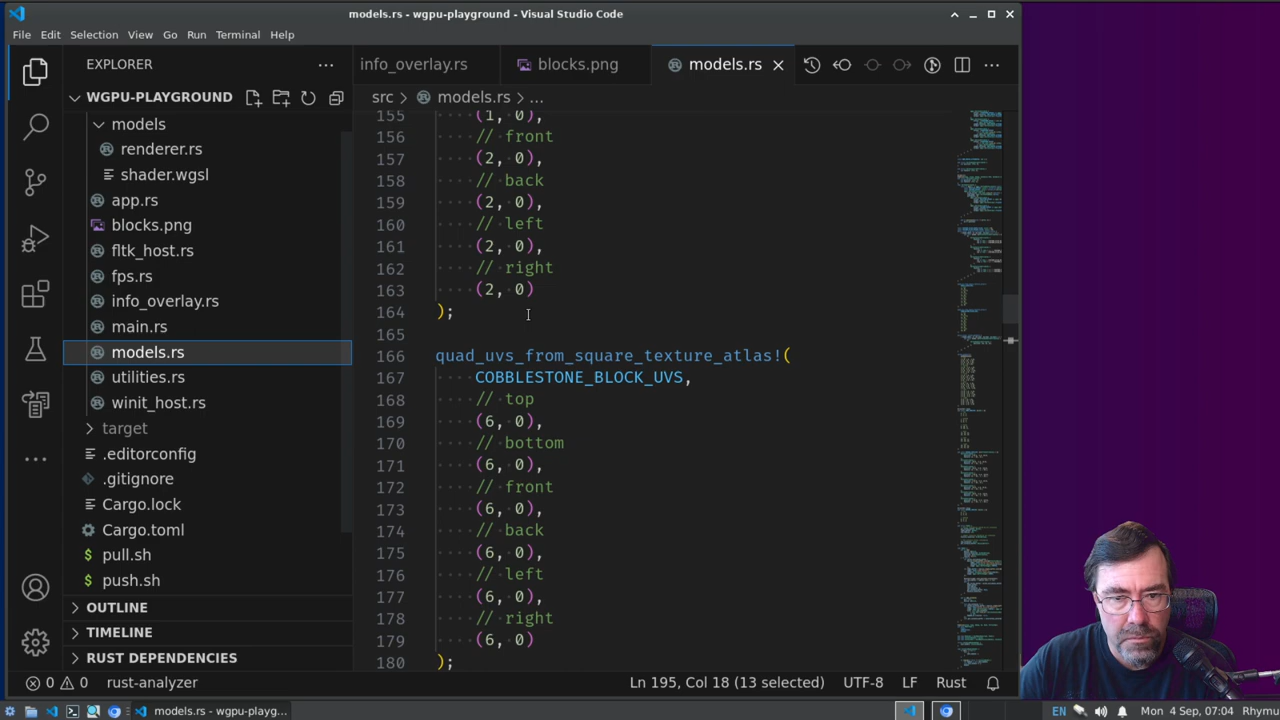 models.rs - wgpu-playground - Visual Studio Code
File Edit Selection View Go Run Terminal Help
EXPLORER
info_overlay.rs
blocks.png
models.rs
WGPU-PLAYGROUND
src > models.rs > ...
models
renderer.rs
shader.wgsl
app.rs
blocks.png
fltk_host.rs
fps.rs
info_overlay.rs
main.rs
models.rs
utilities.rs
winit_host.rs
target
.editorconfig
.gitignore
Cargo.lock
Cargo.toml
pull.sh
push.sh
OUTLINE
TIMELINE
RUST DEPENDENCIES
155 (1, 0),
156 // front
157 (2, 0),
158 // back
159 (2, 0),
160 // left
161 (2, 0),
162 // right
163 (2, 0)
164 );
165
166 quad_uvs_from_square_texture_atlas!(
167 COBBLESTONE_BLOCK_UVS,
168 // top
169 (6, 0),
170 // bottom
171 (6, 0),
172 // front
173 (6, 0),
174 // back
175 (6, 0),
176 // left
177 (6, 0),
178 // right
179 (6, 0)
180 );
0 0 rust-analyzer
Ln 195, Col 18 (13 selected) UTF-8 LF Rust
models.rs - wgpu-playg...
EN
Mon 4 Sep, 07:04 Rhymu